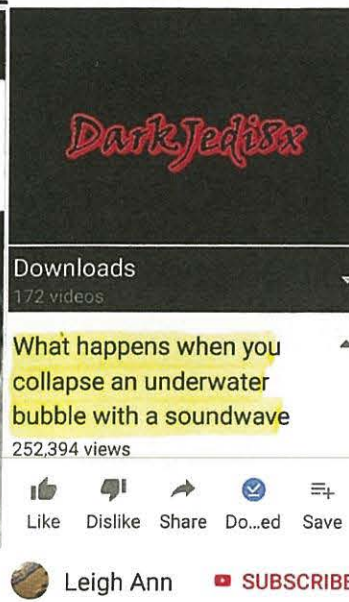 DarkJedi8x
Downloads
172 videos
What happens when you
collapse an underwater
bubble with a soundwave
252,394 views
Like Dislike Share Do...ed Save
Leigh Ann SUBSCRIBE